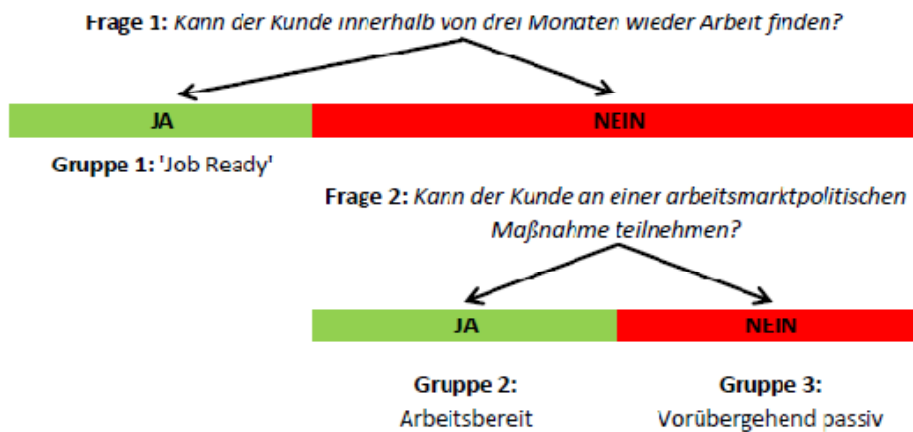 Frage 1: Kann der Kunde innerhalb von drei Monaten wieder Arbeit finden?
JA
NEIN
Gruppe 1: 'Job Ready'
Frage 2: Kann der Kunde an einer arbeitsmarktpolitischen
Maßnahme teilnehmen?
JA
NEIN
Gruppe 2:
Arbeitsbereit
Gruppe 3:
Vorübergehend passiv